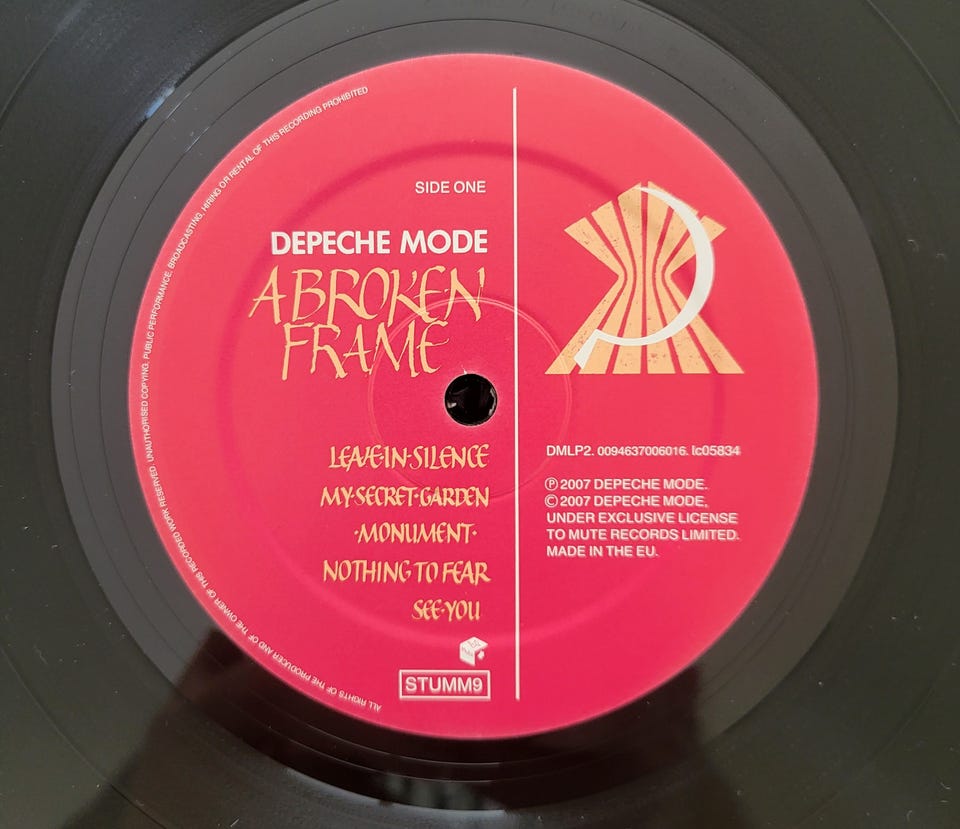 SIDE ONE
DEPECHE MODE
A BROKEN
FRAME
LEAVE·IN·SILENCE
MY·SECRET·GARDEN
·MONUMENT·
NOTHING TO FEAR
SEE·YOU
STUMM9
DMLP2. 0094637006016. lc05834
℗ 2007 DEPECHE MODE.
© 2007 DEPECHE MODE,
UNDER EXCLUSIVE LICENSE
TO MUTE RECORDS LIMITED.
MADE IN THE EU.
ALL RIGHTS OF THE PRODUCER AND OF THE OWNER OF THIS RECORDED WORK RESERVED. UNAUTHORISED COPYING, PUBLIC PERFORMANCE, BROADCASTING, HIRING OR RENTAL OF THIS RECORDING PROHIBITED